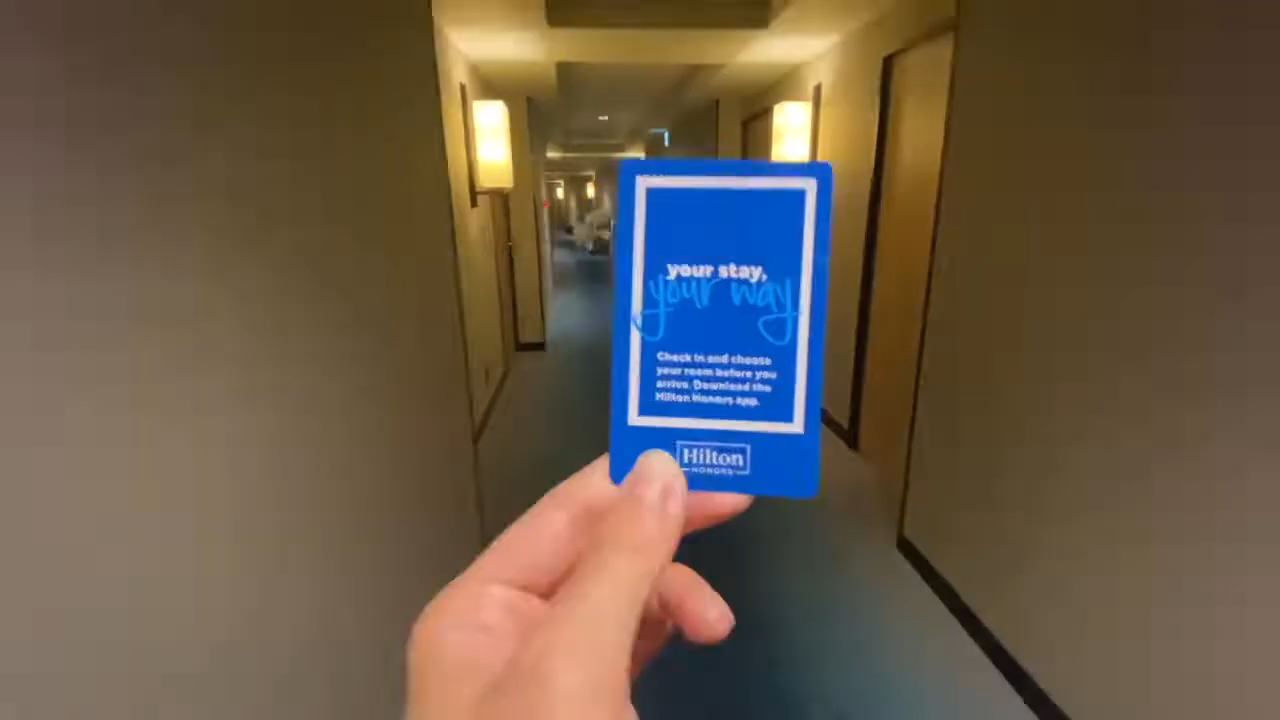 your stay,
your way
Check in and choose
your room before you
arrive. Download the
Hilton Honors app.
Hilton
HONORS